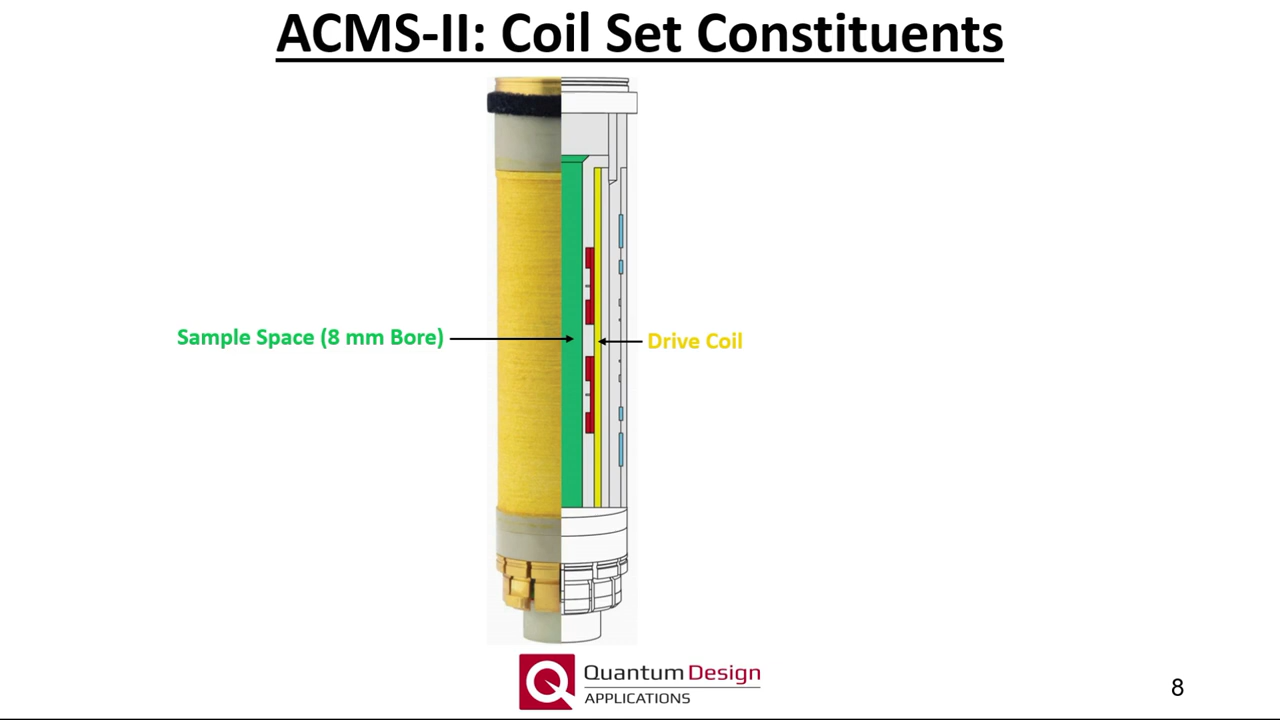 ACMS-II: Coil Set Constituents
Sample Space (8 mm Bore)
Drive Coil
Quantum Design
APPLICATIONS
8